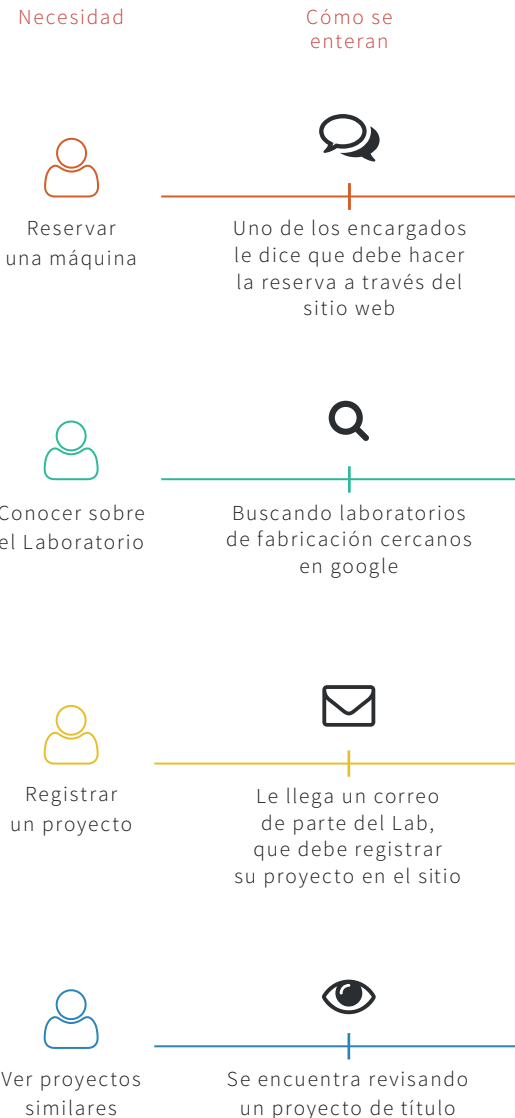 Necesidad
Cómo se
enteran
Reservar
una máquina
Uno de los encargados
le dice que debe hacer
la reserva a través del
sitio web
Conocer sobre
el Laboratorio
Buscando laboratorios
de fabricación cercanos
en google
Registrar
un proyecto
Le llega un correo
de parte del Lab,
que debe registrar
su proyecto en el sitio
Ver proyectos
similares
Se encuentra revisando
un proyecto de título